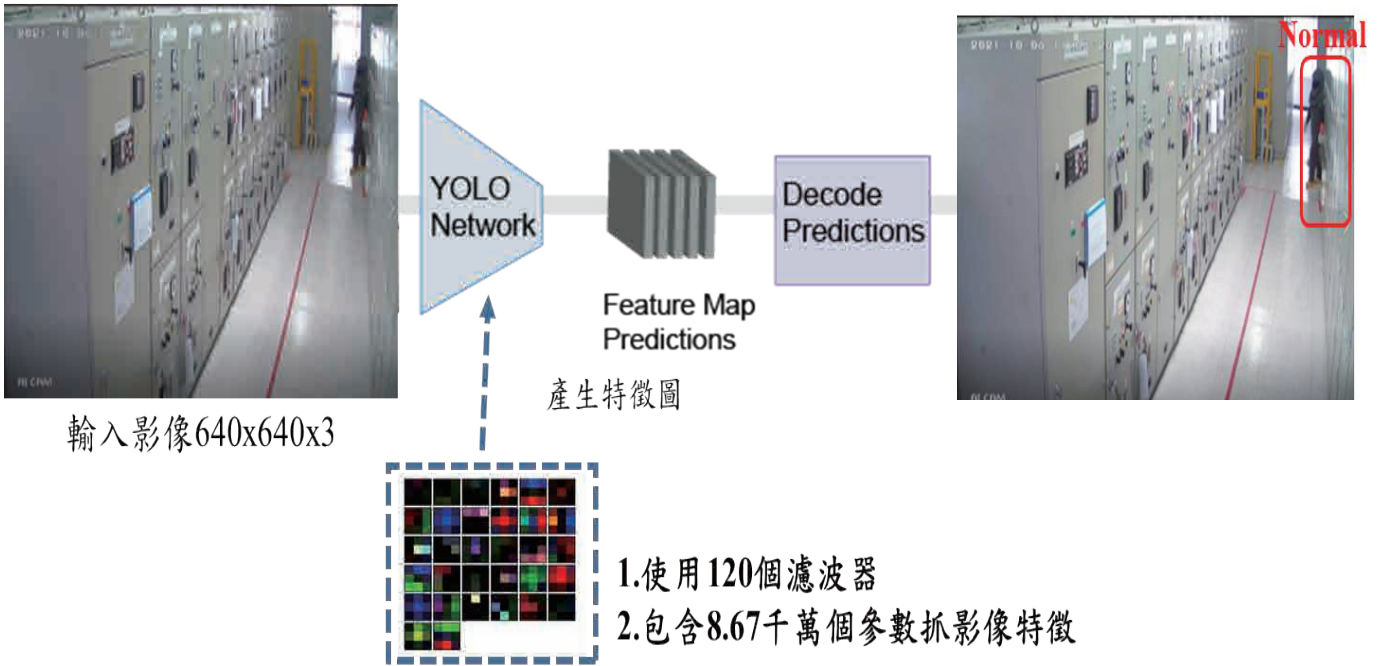 Normal
YOLO
Network
Decode
Predictions
Feature Map
Predictions
產生特徵圖
輸入影像640x640x3
1.使用120個濾波器
2.包含8.67千萬個參數抓影像特徵